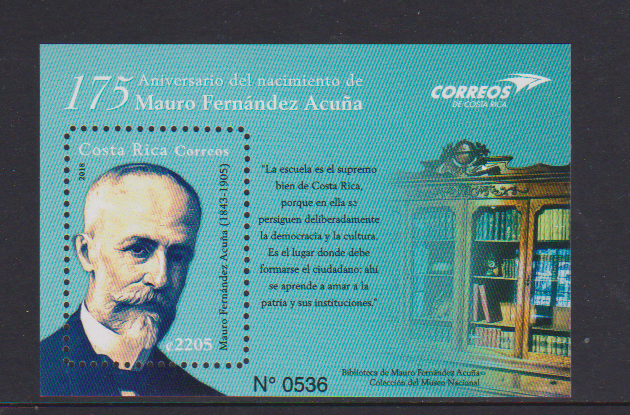 175 Aniversario del nacimiento de
Mauro Fernández Acuña
CORREOS
DE COSTA RICA
Costa Rica Correos
2018
Mauro Fernández Acuña (1843-1905)
¢2205
"La escuela es el supremo
bien de Costa Rica,
porque en ella se
persiguen deliberadamente
la democracia y la cultura.
Es el lugar donde debe
formarse el ciudadano: ahí
se aprende a amar a la
patria y sus instituciones."
N° 0536
Biblioteca de Mauro Fernández Acuña
Colección del Museo Nacional